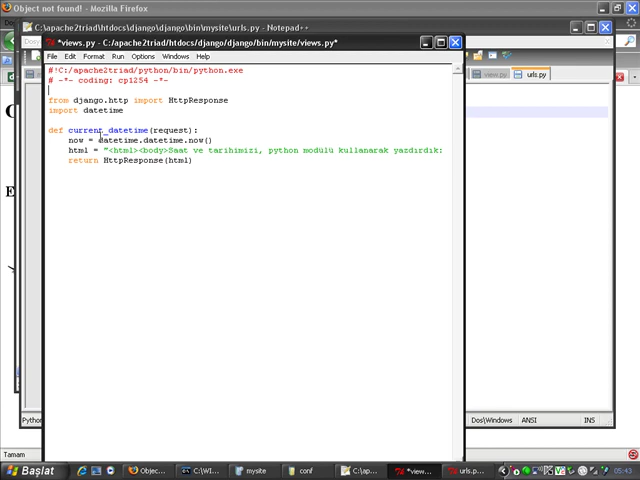 Object not found! - Mozilla Firefox
C:\apache2triad\htdocs\django\django\bin\mysite\urls.py - Notepad++
*views.py - C:/apache2triad/htdocs/django/django/bin/mysite/views.py*
File Edit Format Run Options Windows Help
view.py urls.py
#!C:/apache2triad/python/bin/python.exe
# -*- coding: cp1254 -*-
from django.http import HttpResponse
import datetime
def current_datetime(request):
now = datetime.datetime.now()
html = "<html><body>Saat ve tarihimizi, python modülü kullanarak yazdırdık:
return HttpResponse(html)
Dos\Windows ANSI INS
Tamam
Başlat Objec... C:\WI... mysite conf C:\ap... *view... urls.p... 05:43